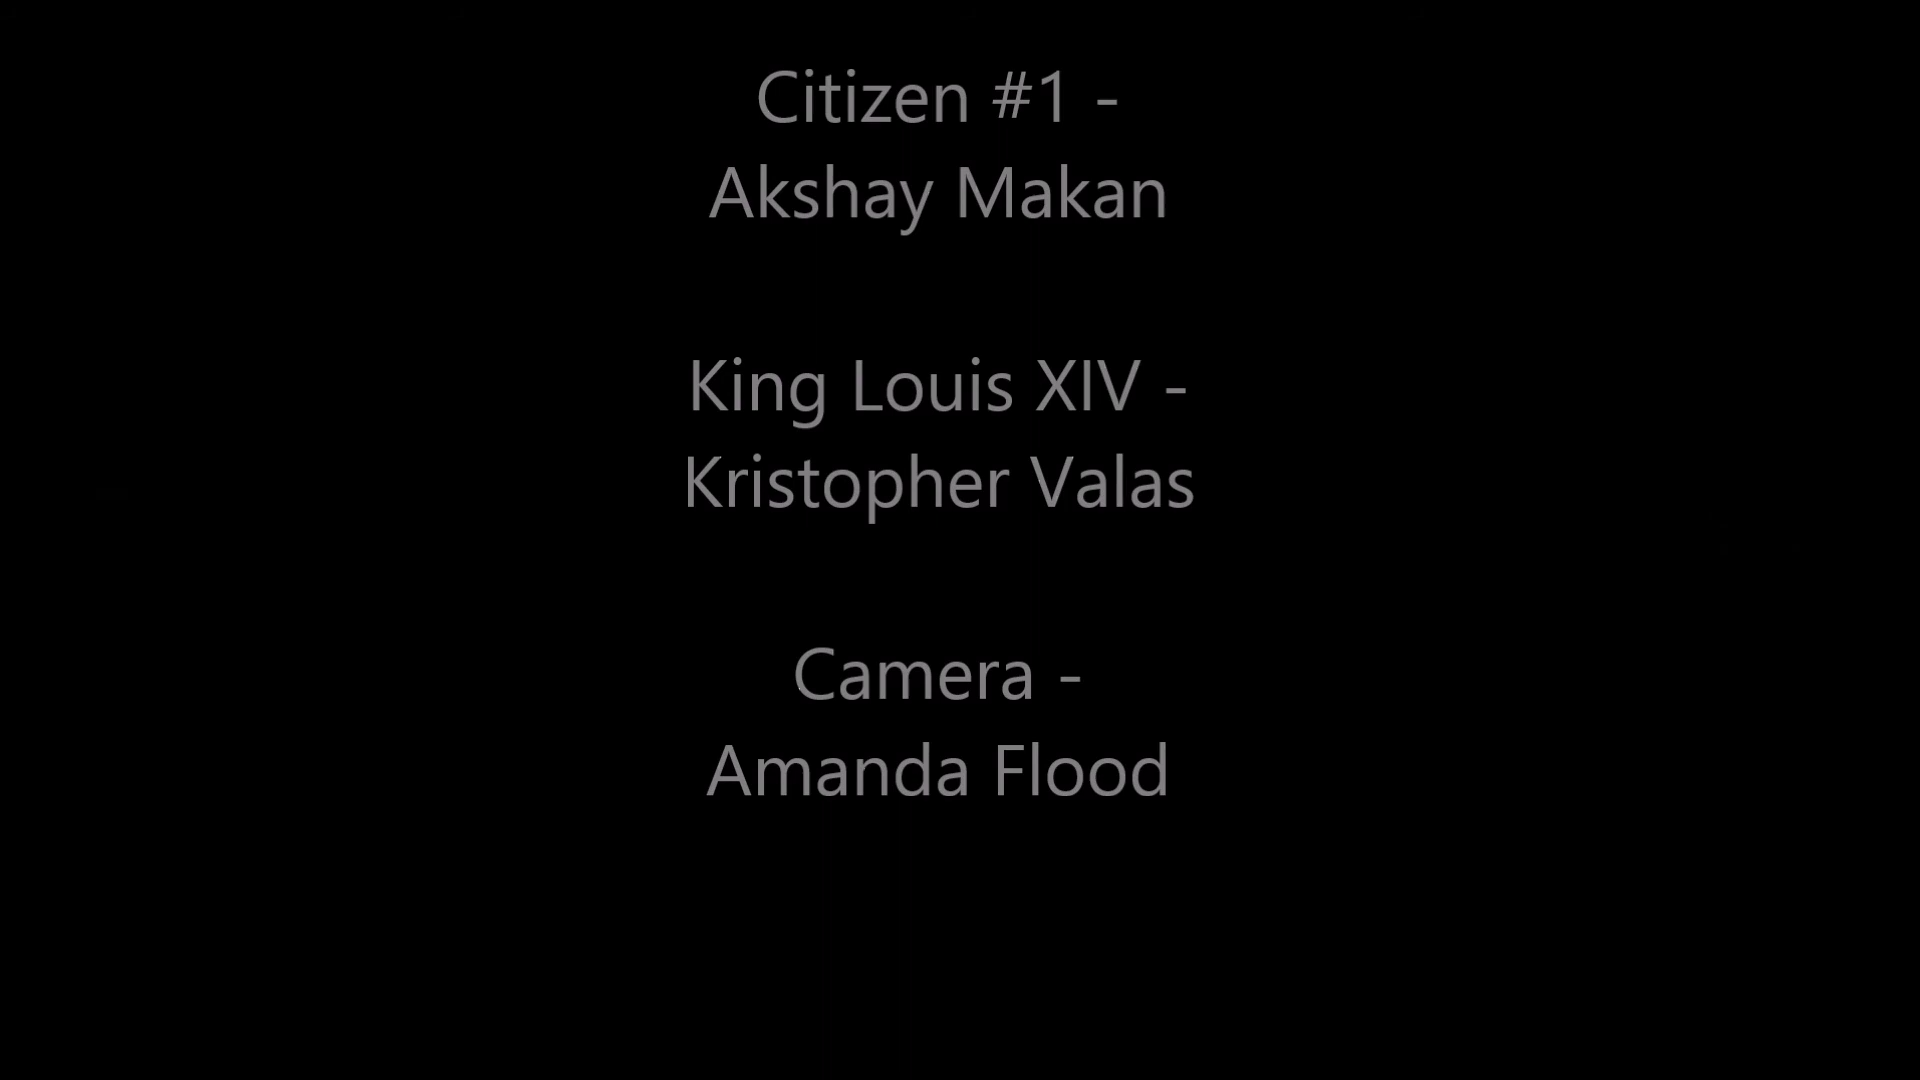 Citizen #1 -
Akshay Makan
King Louis XIV -
Kristopher Valas
Camera -
Amanda Flood